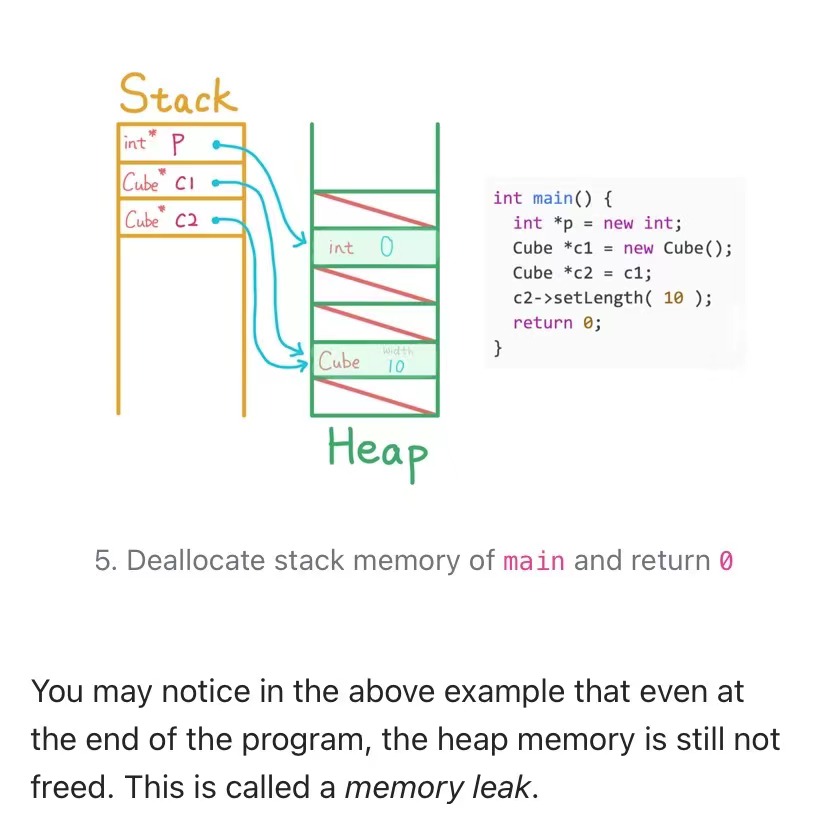 Stack
int* P
Cube* C1
Cube* C2
int 0
Cube width 10
Heap
int main() {
int *p = new int;
Cube *c1 = new Cube();
Cube *c2 = c1;
c2->setLength( 10 );
return 0;
}
5. Deallocate stack memory of main and return 0
You may notice in the above example that even at
the end of the program, the heap memory is still not
freed. This is called a memory leak.